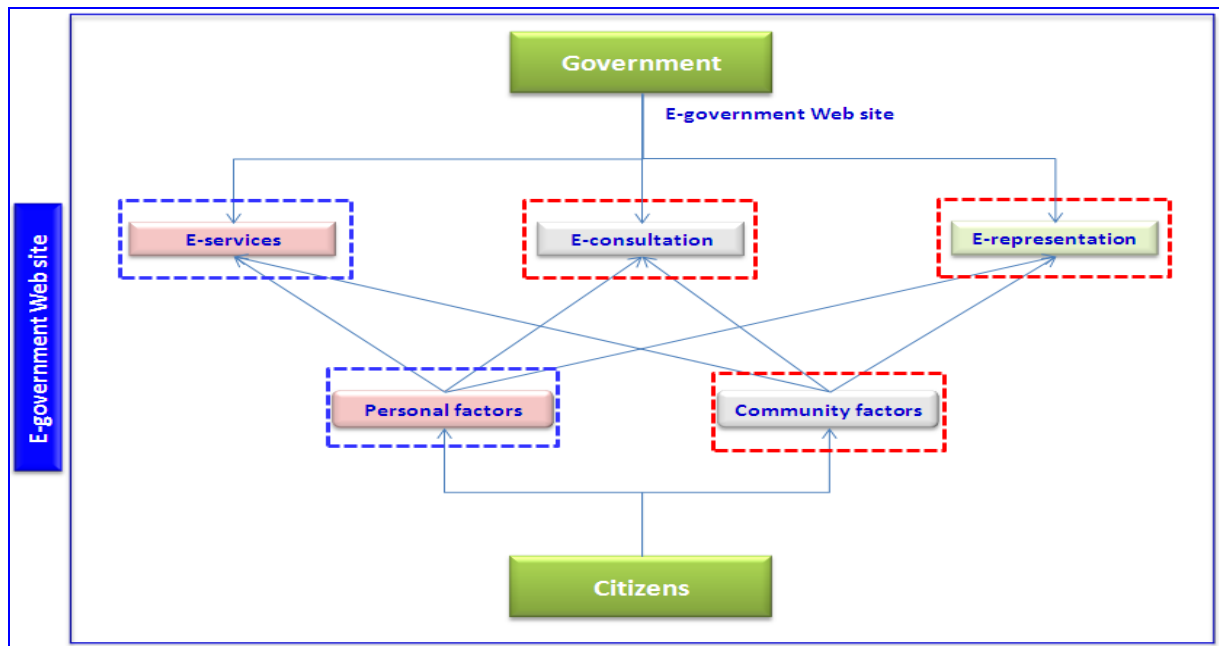 Government
E-government Web site
E-services
E-consultation
E-representation
E-government Web site
Personal factors
Community factors
Citizens